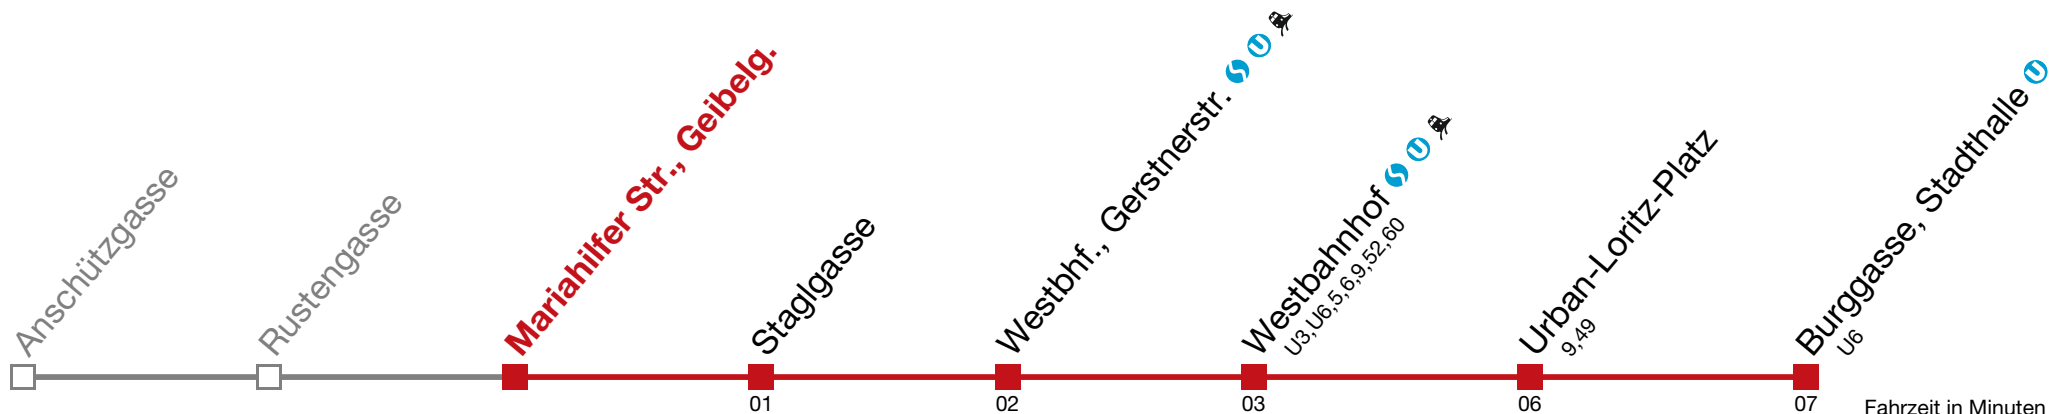 Anschützgasse
Rustengasse
Mariahilfer Str., Geibelg.
Staglgasse
01
Westbhf., Gerstnerstr.
02
Westbahnhof
U3,U6,5,6,9,52,60
03
Urban-Loritz-Platz
9,49
06
Burggasse, Stadthalle
U6
07
Fahrzeit in Minuten